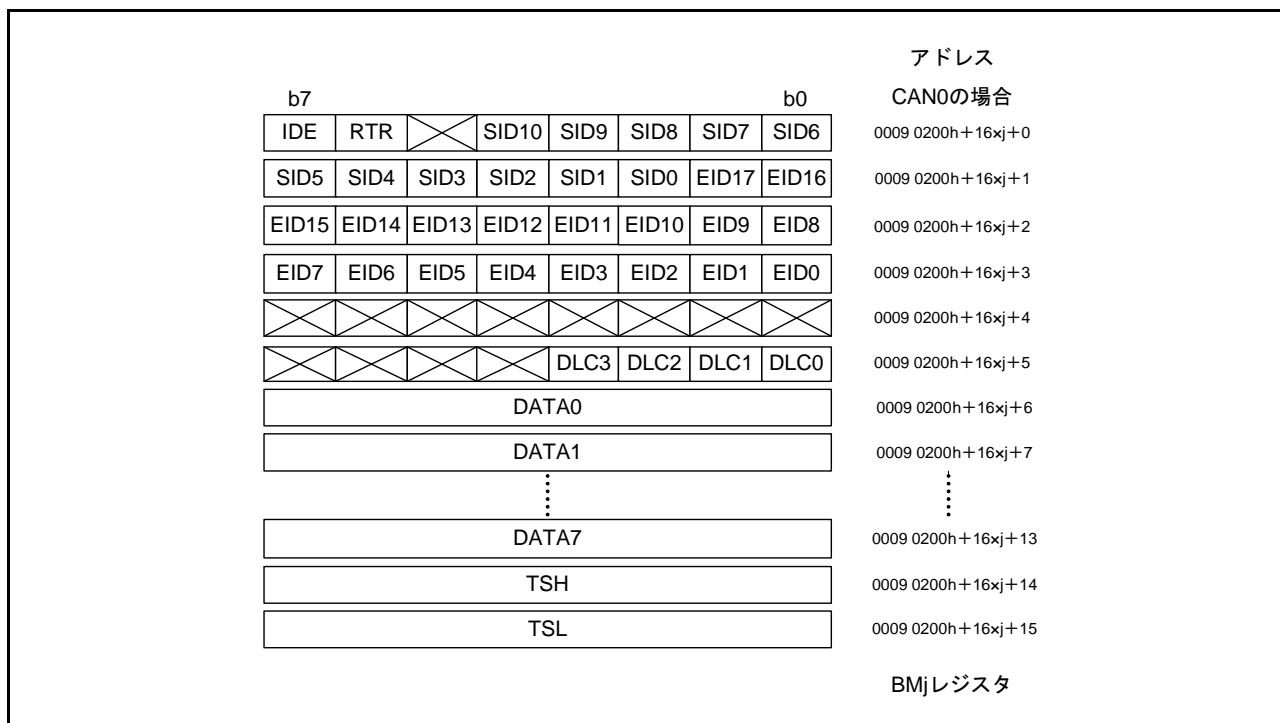 アドレス
b7 b0 CAN0の場合
IDE RTR SID10 SID9 SID8 SID7 SID6 0009 0200h+16×j+0
SID5 SID4 SID3 SID2 SID1 SID0 EID17 EID16 0009 0200h+16×j+1
EID15 EID14 EID13 EID12 EID11 EID10 EID9 EID8 0009 0200h+16×j+2
EID7 EID6 EID5 EID4 EID3 EID2 EID1 EID0 0009 0200h+16×j+3
0009 0200h+16×j+4
DLC3 DLC2 DLC1 DLC0 0009 0200h+16×j+5
DATA0 0009 0200h+16×j+6
DATA1 0009 0200h+16×j+7
DATA7 0009 0200h+16×j+13
TSH 0009 0200h+16×j+14
TSL 0009 0200h+16×j+15
BMjレジスタ